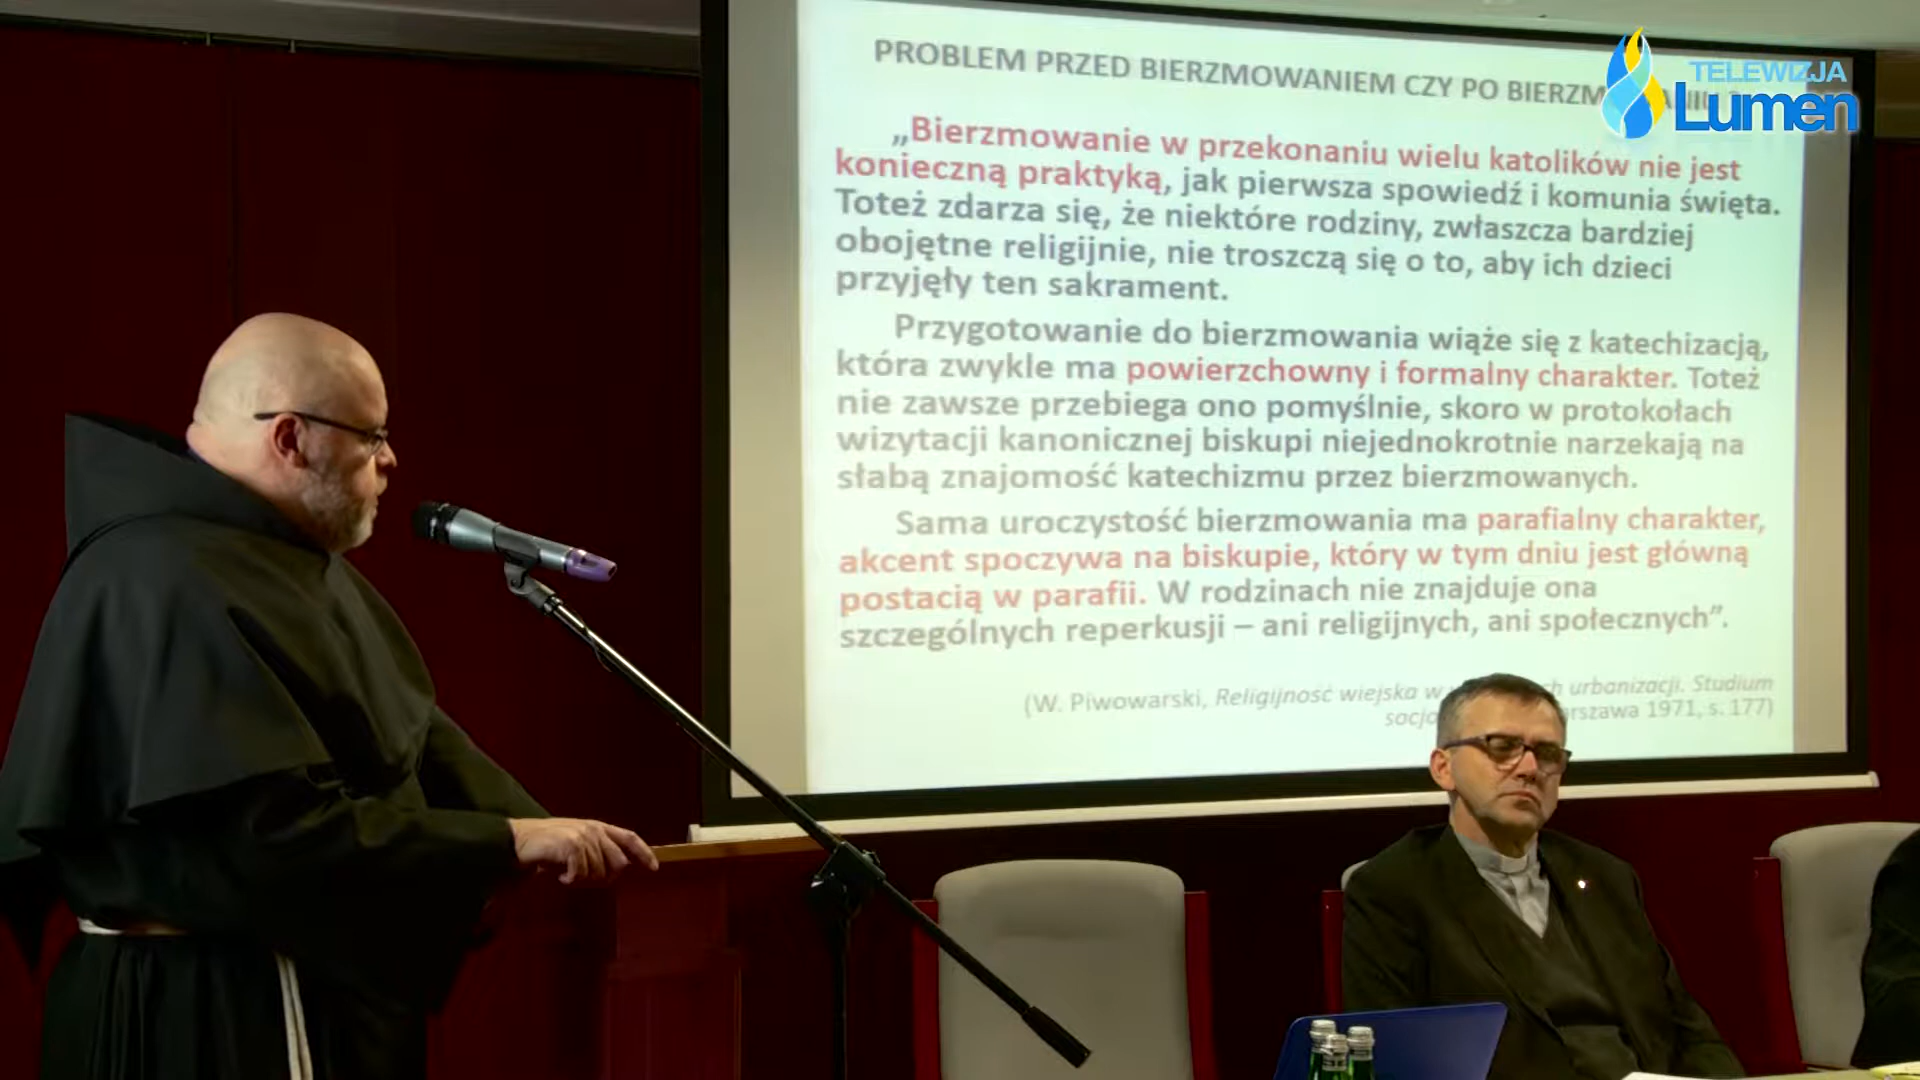 PROBLEM PRZED BIERZMOWANIEM CZY PO BIERZM
TELEWIZJA
Lumen
„Bierzmowanie w przekonaniu wielu katolików nie jest
konieczną praktyką, jak pierwsza spowiedź i komunia święta.
Toteż zdarza się, że niektóre rodziny, zwłaszcza bardziej
obojętne religijnie, nie troszczą się o to, aby ich dzieci
przyjęły ten sakrament.
Przygotowanie do bierzmowania wiąże się z katechizacją,
która zwykle ma powierzchowny i formalny charakter. Toteż
nie zawsze przebiega ono pomyślnie, skoro w protokołach
wizytacji kanonicznej biskupi niejednokrotnie narzekają na
słabą znajomość katechizmu przez bierzmowanych.
Sama uroczystość bierzmowania ma parafialny charakter,
akcent spoczywa na biskupie, który w tym dniu jest główną
postacią w parafii. W rodzinach nie znajduje ona
szczególnych reperkusji – ani religijnych, ani społecznych”.
(W. Piwowarski, Religijność wiejska w urbanizacji. Studium
1971, s. 177)